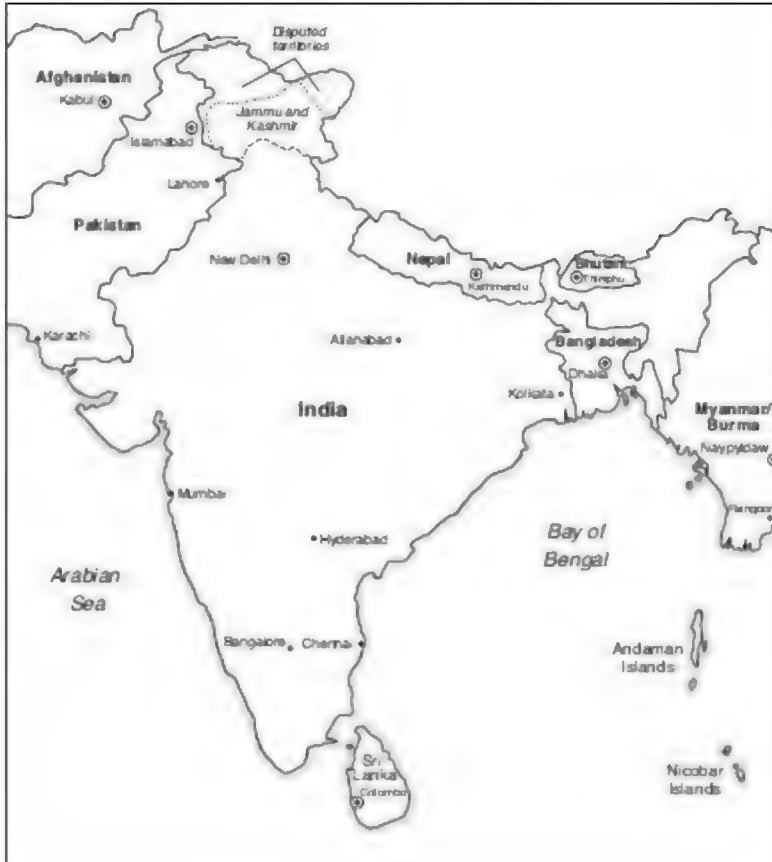 Disputed
territories
Afghanistan
Kabul
Jammu and
Kashmir
Islamabad
Lahore
Pakistan
New Delhi
Nepal
Kathmandu
Bhutan
Thimphu
Karachi
Allahabad
Bangladesh
Dhaka
Kolkata
India
Myanmar/
Burma
Naypyidaw
Mumbai
Rangoon
Hyderabad
Bay of
Bengal
Arabian
Sea
Bangalore
Chennai
Andaman
Islands
Sri
Lanka
Colombo
Nicobar
Islands